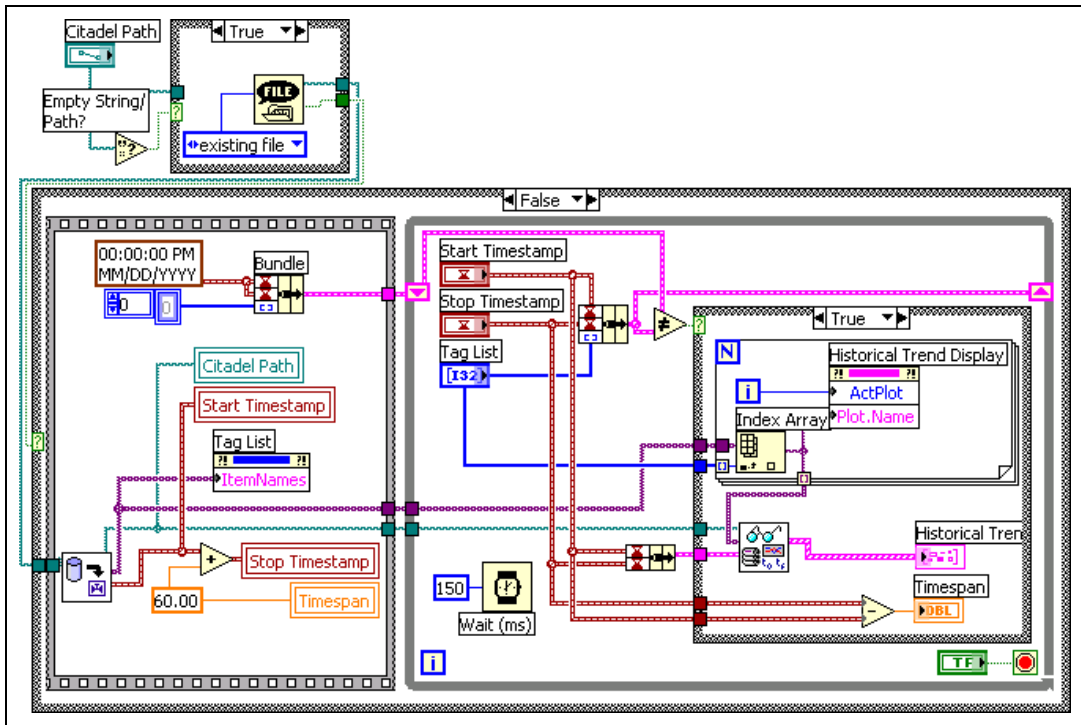 Citadel Path
True
Empty String/
Path?
?
FILE
existing file
False
00:00:00 PM
MM/DD/YYYY
Bundle
0
0
Citadel Path
Start Timestamp
Tag List
?! ?!
ItemNames
Stop Timestamp
60.00
Timespan
Start Timestamp
Stop Timestamp
Tag List
[I32]
≠
?
True
N
Historical Trend Display
?! ?!
i
ActPlot
Plot.Name
Index Array
Historical Tren
Timespan
DBL
150
Wait (ms)
i
TF